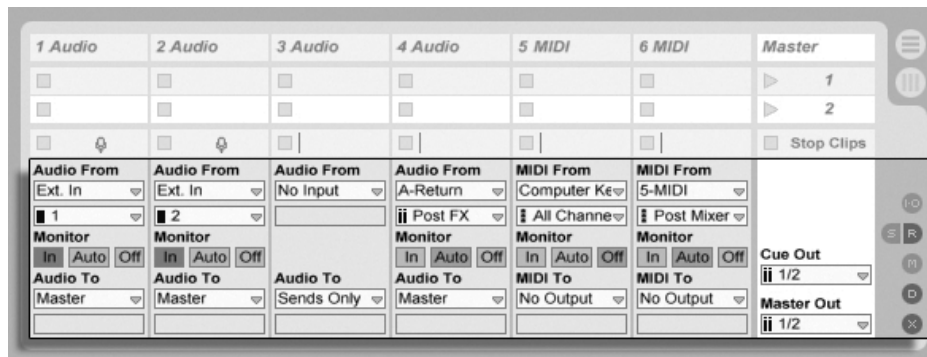 1 Audio 2 Audio 3 Audio 4 Audio 5 MIDI 6 MIDI Master
1
2
Stop Clips
Audio From Audio From Audio From Audio From MIDI From MIDI From
Ext. In Ext. In No Input A-Return Computer Ke 5-MIDI
1 2 Post FX All Channe Post Mixer
I-O
Monitor Monitor Monitor Monitor Monitor
In Auto Off In Auto Off In Auto Off In Auto Off In Auto Off
S R
Cue Out
Audio To Audio To Audio To Audio To MIDI To MIDI To
M
1/2
Master Master Sends Only Master No Output No Output
D
Master Out
1/2
X